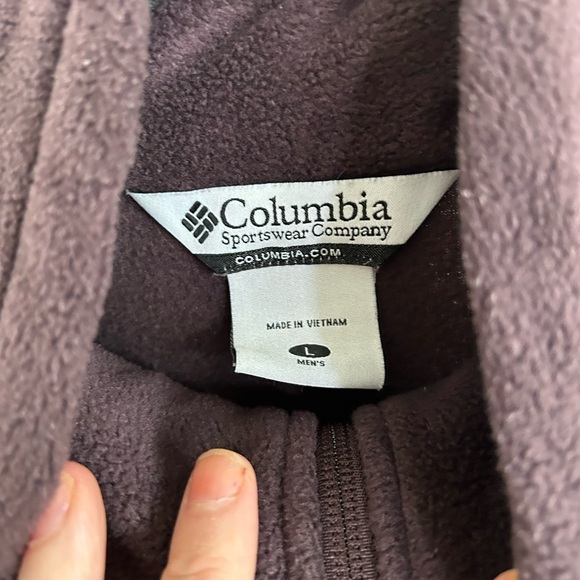 Columbia
Sportswear Company
COLUMBIA.COM
MADE IN VIETNAM
L
MEN'S